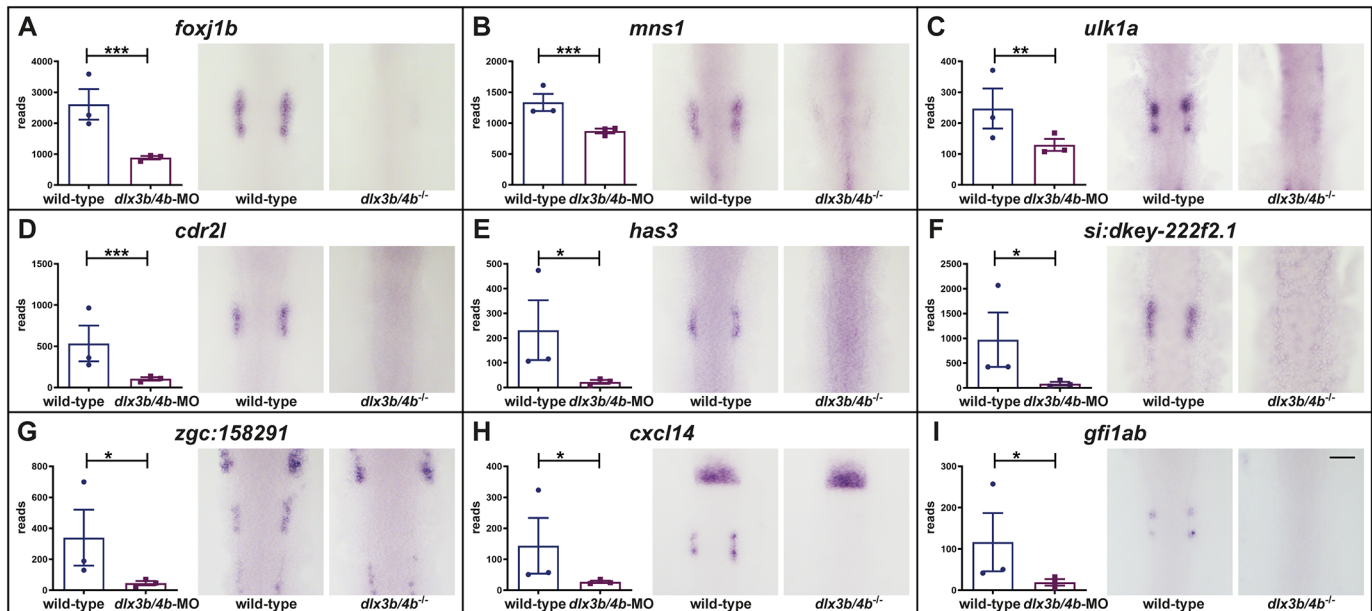 A foxj1b
***
4000
3000
2000
1000
0
reads
wild-type dlx3b/4b-MO wild-type dlx3b/4b-/-
B mns1
***
2000
1500
1000
500
0
reads
wild-type dlx3b/4b-MO wild-type dlx3b/4b-/-
C ulk1a
**
400
300
200
100
0
reads
wild-type dlx3b/4b-MO wild-type dlx3b/4b-/-
D cdr2l
***
1500
1000
500
0
reads
wild-type dlx3b/4b-MO wild-type dlx3b/4b-/-
E has3
*
500
400
300
200
100
0
reads
wild-type dlx3b/4b-MO wild-type dlx3b/4b-/-
F si:dkey-222f2.1
*
2500
2000
1500
1000
500
0
reads
wild-type dlx3b/4b-MO wild-type dlx3b/4b-/-
G zgc:158291
*
800
600
400
200
0
reads
wild-type dlx3b/4b-MO wild-type dlx3b/4b-/-
H cxcl14
*
400
300
200
100
0
reads
wild-type dlx3b/4b-MO wild-type dlx3b/4b-/-
I gfi1ab
*
300
200
100
0
reads
wild-type dlx3b/4b-MO wild-type dlx3b/4b-/-